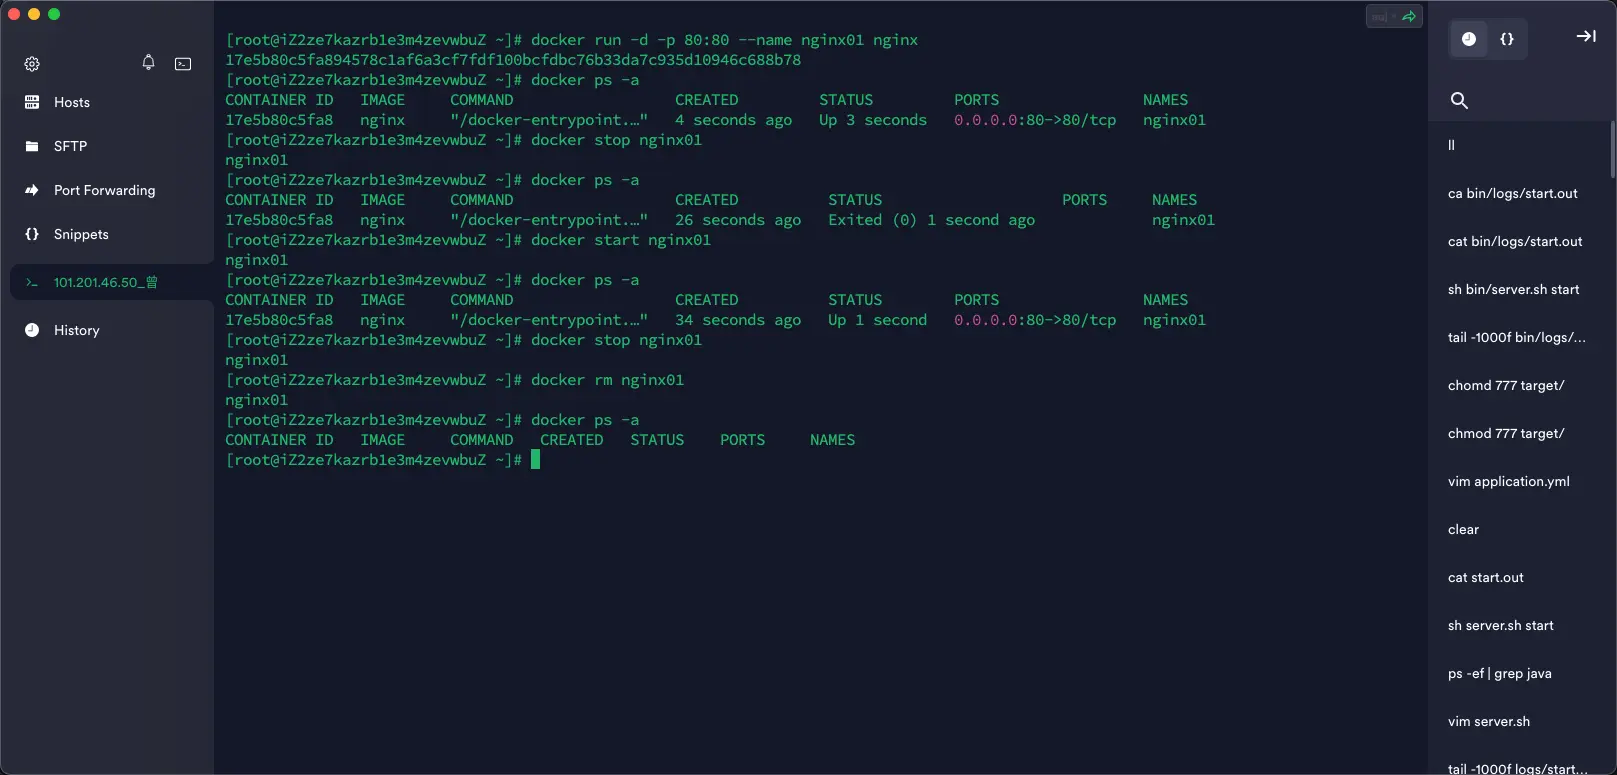 [root@iZ2ze7kazrb1e3m4zevwbuZ ~]# docker run -d -p 80:80 --name nginx01 nginx
17e5b80c5fa894578c1af6a3cf7fdf100bcfdbc76b33da7c935d10946c688b78
[root@iZ2ze7kazrb1e3m4zevwbuZ ~]# docker ps -a
CONTAINER ID   IMAGE     COMMAND                  CREATED         STATUS         PORTS                NAMES
17e5b80c5fa8   nginx     "/docker-entrypoint.…"   4 seconds ago   Up 3 seconds   0.0.0.0:80->80/tcp   nginx01
[root@iZ2ze7kazrb1e3m4zevwbuZ ~]# docker stop nginx01
nginx01
[root@iZ2ze7kazrb1e3m4zevwbuZ ~]# docker ps -a
CONTAINER ID   IMAGE     COMMAND                  CREATED          STATUS                    PORTS     NAMES
17e5b80c5fa8   nginx     "/docker-entrypoint.…"   26 seconds ago   Exited (0) 1 second ago             nginx01
[root@iZ2ze7kazrb1e3m4zevwbuZ ~]# docker start nginx01
nginx01
[root@iZ2ze7kazrb1e3m4zevwbuZ ~]# docker ps -a
CONTAINER ID   IMAGE     COMMAND                  CREATED          STATUS        PORTS                NAMES
17e5b80c5fa8   nginx     "/docker-entrypoint.…"   34 seconds ago   Up 1 second   0.0.0.0:80->80/tcp   nginx01
[root@iZ2ze7kazrb1e3m4zevwbuZ ~]# docker stop nginx01
nginx01
[root@iZ2ze7kazrb1e3m4zevwbuZ ~]# docker rm nginx01
nginx01
[root@iZ2ze7kazrb1e3m4zevwbuZ ~]# docker ps -a
CONTAINER ID   IMAGE     COMMAND   CREATED   STATUS    PORTS     NAMES
[root@iZ2ze7kazrb1e3m4zevwbuZ ~]#
Hosts
SFTP
Port Forwarding
{} Snippets
>_ 101.201.46.50_曾
History
{}
ll
ca bin/logs/start.out
cat bin/logs/start.out
sh bin/server.sh start
tail -1000f bin/logs/...
chomd 777 target/
chmod 777 target/
vim application.yml
clear
cat start.out
sh server.sh start
ps -ef | grep java
vim server.sh
tail -1000f logs/start...